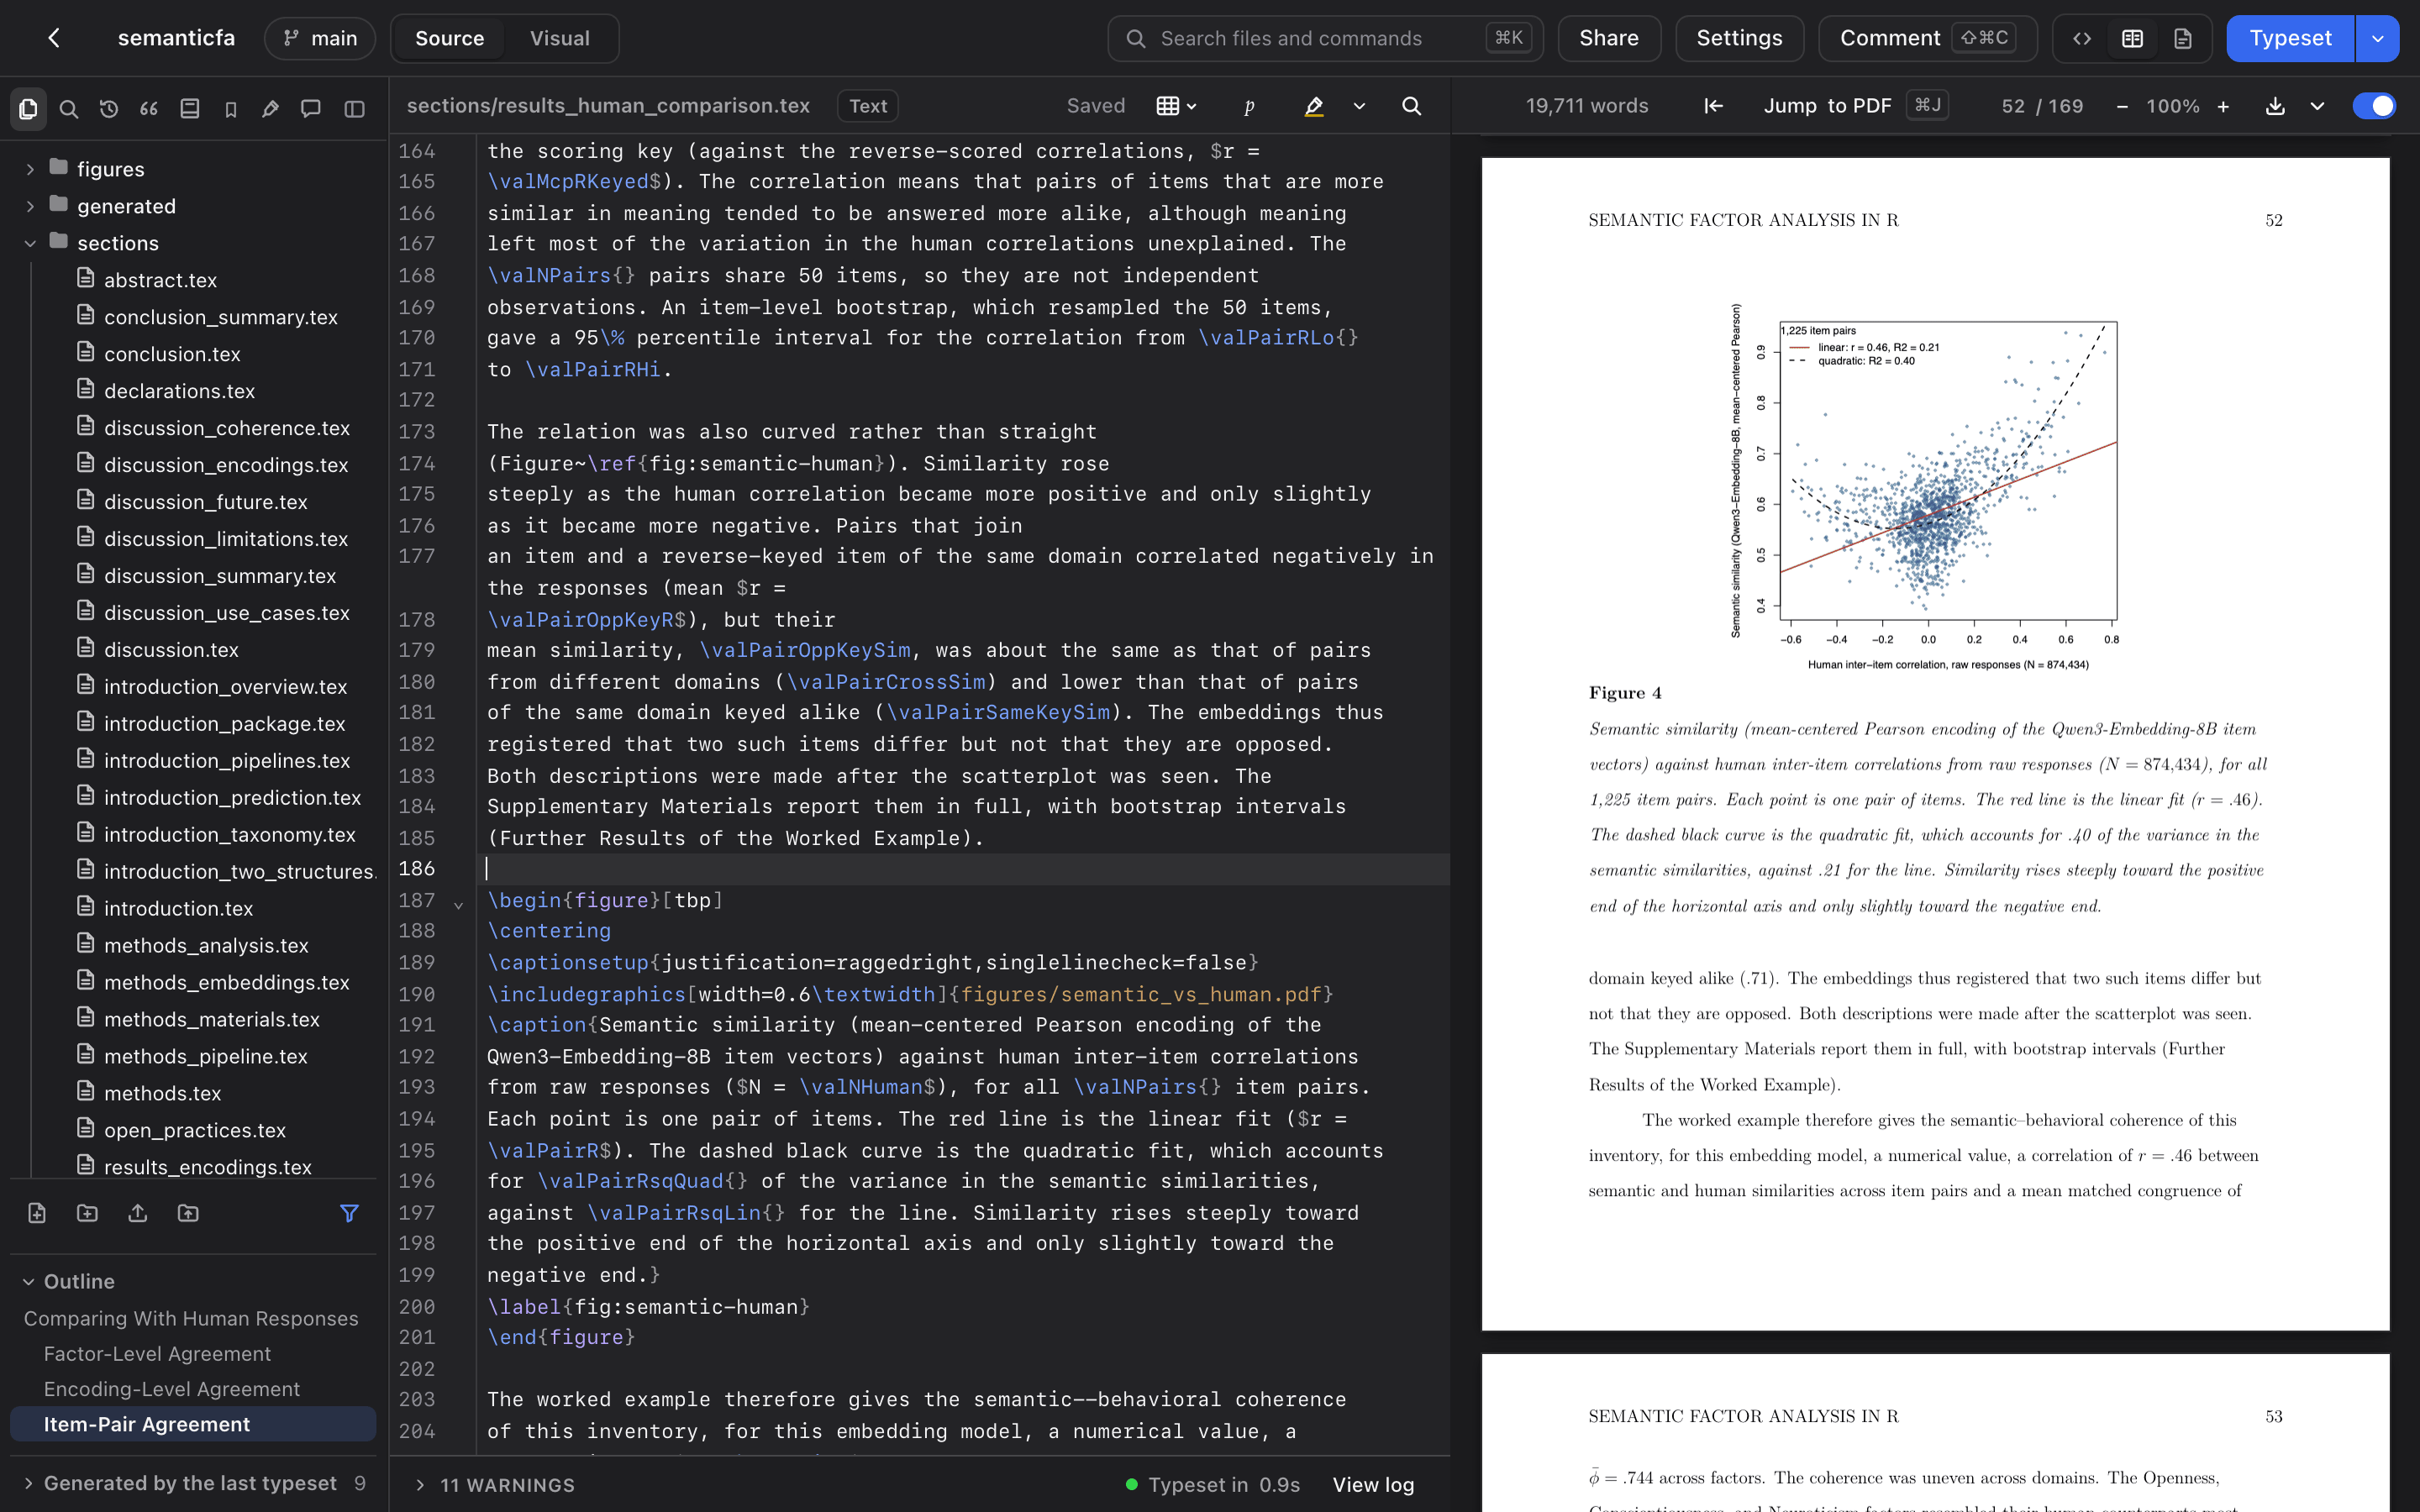 semanticfa
main
Source
Visual
Search files and commands
⌘K
Share
Settings
Comment
⇧⌘C
Typeset
figures
generated
sections
abstract.tex
conclusion_summary.tex
conclusion.tex
declarations.tex
discussion_coherence.tex
discussion_encodings.tex
discussion_future.tex
discussion_limitations.tex
discussion_summary.tex
discussion_use_cases.tex
discussion.tex
introduction_overview.tex
introduction_package.tex
introduction_pipelines.tex
introduction_prediction.tex
introduction_taxonomy.tex
introduction_two_structures.
introduction.tex
methods_analysis.tex
methods_embeddings.tex
methods_materials.tex
methods_pipeline.tex
methods.tex
open_practices.tex
results_encodings.tex
Outline
Comparing With Human Responses
Factor-Level Agreement
Encoding-Level Agreement
Item-Pair Agreement
Generated by the last typeset 9
sections/results_human_comparison.tex
Text
Saved
p
164 the scoring key (against the reverse-scored correlations, $r =
165 \valMcpRKeyed$). The correlation means that pairs of items that are more
166 similar in meaning tended to be answered more alike, although meaning
167 left most of the variation in the human correlations unexplained. The
168 \valNPairs{} pairs share 50 items, so they are not independent
169 observations. An item-level bootstrap, which resampled the 50 items,
170 gave a 95\% percentile interval for the correlation from \valPairRLo{}
171 to \valPairRHi.
172
173 The relation was also curved rather than straight
174 (Figure~\ref{fig:semantic-human}). Similarity rose
175 steeply as the human correlation became more positive and only slightly
176 as it became more negative. Pairs that join
177 an item and a reverse-keyed item of the same domain correlated negatively in
the responses (mean $r =
178 \valPairOppKeyR$), but their
179 mean similarity, \valPairOppKeySim, was about the same as that of pairs
180 from different domains (\valPairCrossSim) and lower than that of pairs
181 of the same domain keyed alike (\valPairSameKeySim). The embeddings thus
182 registered that two such items differ but not that they are opposed.
183 Both descriptions were made after the scatterplot was seen. The
184 Supplementary Materials report them in full, with bootstrap intervals
185 (Further Results of the Worked Example).
186
187 \begin{figure}[tbp]
188 \centering
189 \captionsetup{justification=raggedright,singlelinecheck=false}
190 \includegraphics[width=0.6\textwidth]{figures/semantic_vs_human.pdf}
191 \caption{Semantic similarity (mean-centered Pearson encoding of the
192 Qwen3-Embedding-8B item vectors) against human inter-item correlations
193 from raw responses ($N = \valNHuman$), for all \valNPairs{} item pairs.
194 Each point is one pair of items. The red line is the linear fit ($r =
195 \valPairR$). The dashed black curve is the quadratic fit, which accounts
196 for \valPairRsqQuad{} of the variance in the semantic similarities,
197 against \valPairRsqLin{} for the line. Similarity rises steeply toward
198 the positive end of the horizontal axis and only slightly toward the
199 negative end.}
200 \label{fig:semantic-human}
201 \end{figure}
202
203 The worked example therefore gives the semantic--behavioral coherence
204 of this inventory, for this embedding model, a numerical value, a
11 WARNINGS
Typeset in 0.9s
View log
19,711 words
Jump to PDF
⌘J
52 / 169
− 100% +
SEMANTIC FACTOR ANALYSIS IN R 52
1,225 item pairs
linear: r = 0.46, R2 = 0.21
quadratic: R2 = 0.40
Semantic similarity (Qwen3−Embedding−8B, mean−centered Pearson)
0.9
0.8
0.7
0.6
0.5
0.4
−0.6 −0.4 −0.2 0.0 0.2 0.4 0.6 0.8
Human inter−item correlation, raw responses (N = 874,434)
Figure 4
Semantic similarity (mean-centered Pearson encoding of the Qwen3-Embedding-8B item
vectors) against human inter-item correlations from raw responses (N = 874,434), for all
1,225 item pairs. Each point is one pair of items. The red line is the linear fit (r = .46).
The dashed black curve is the quadratic fit, which accounts for .40 of the variance in the
semantic similarities, against .21 for the line. Similarity rises steeply toward the positive
end of the horizontal axis and only slightly toward the negative end.
domain keyed alike (.71). The embeddings thus registered that two such items differ but
not that they are opposed. Both descriptions were made after the scatterplot was seen.
The Supplementary Materials report them in full, with bootstrap intervals (Further
Results of the Worked Example).
The worked example therefore gives the semantic–behavioral coherence of this
inventory, for this embedding model, a numerical value, a correlation of r = .46 between
semantic and human similarities across item pairs and a mean matched congruence of
SEMANTIC FACTOR ANALYSIS IN R 53
ϕ̄ = .744 across factors. The coherence was uneven across domains. The Openness,